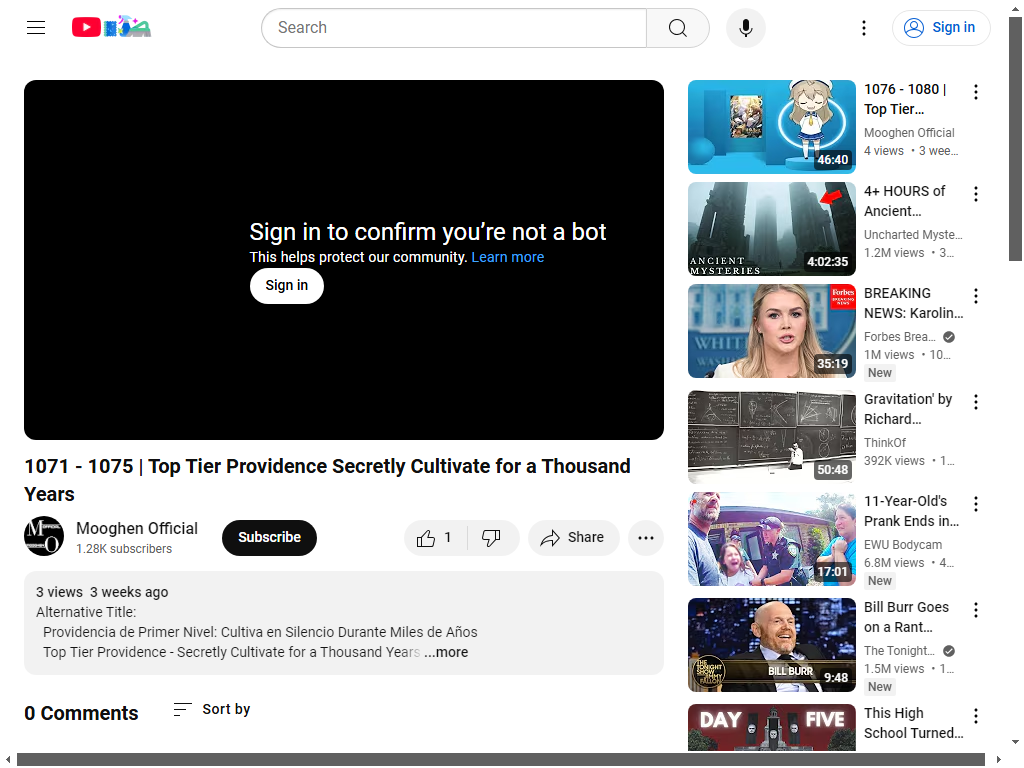 Search
Sign in
Sign in to confirm you’re not a bot
This helps protect our community. Learn more
Sign in
1071 - 1075 | Top Tier Providence Secretly Cultivate for a Thousand
Years
Mooghen Official
1.28K subscribers
Subscribe
1
Share
3 views 3 weeks ago
Alternative Title:
Providencia de Primer Nivel: Cultiva en Silencio Durante Miles de Años
Top Tier Providence - Secretly Cultivate for a Thousand Years ...more
0 Comments
Sort by
46:40
1076 - 1080 |
Top Tier…
Mooghen Official
4 views • 3 wee…
ANCIENT
MYSTERIES
4:02:35
4+ HOURS of
Ancient…
Uncharted Myste…
1.2M views • 3…
Forbes
BREAKING
NEWS
35:19
BREAKING
NEWS: Karolin…
Forbes Brea…
1M views • 10…
New
50:48
Gravitation' by
Richard…
ThinkOf
392K views • 1…
17:01
11-Year-Old's
Prank Ends in…
EWU Bodycam
6.8M views • 4…
New
THE
TONIGHT
SHOW
BILL BURR
9:48
Bill Burr Goes
on a Rant…
The Tonight…
1.5M views • 1…
New
DAY FIVE
This High
School Turned…